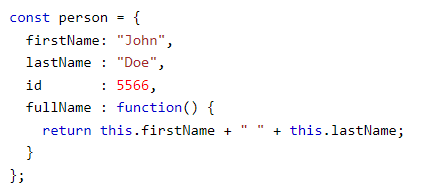 const person = {
  firstName: "John",
  lastName : "Doe",
  id       : 5566,
  fullName : function() {
    return this.firstName + " " + this.lastName;
  }
};